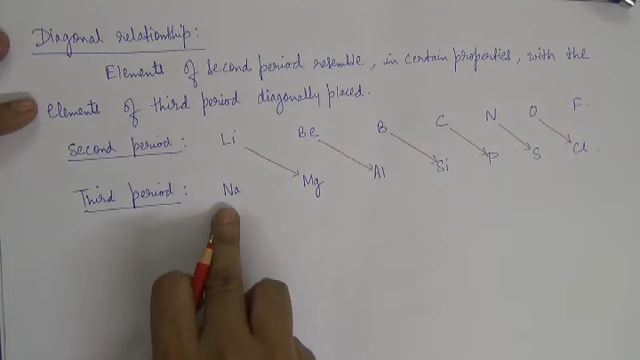 Diagonal relationship:
Elements of second period resemble, in certain properties, with the
elements of third period diagonally placed.
Second period: Li Be B C N O F.
Third period: Na Mg Al Si P S Cl.